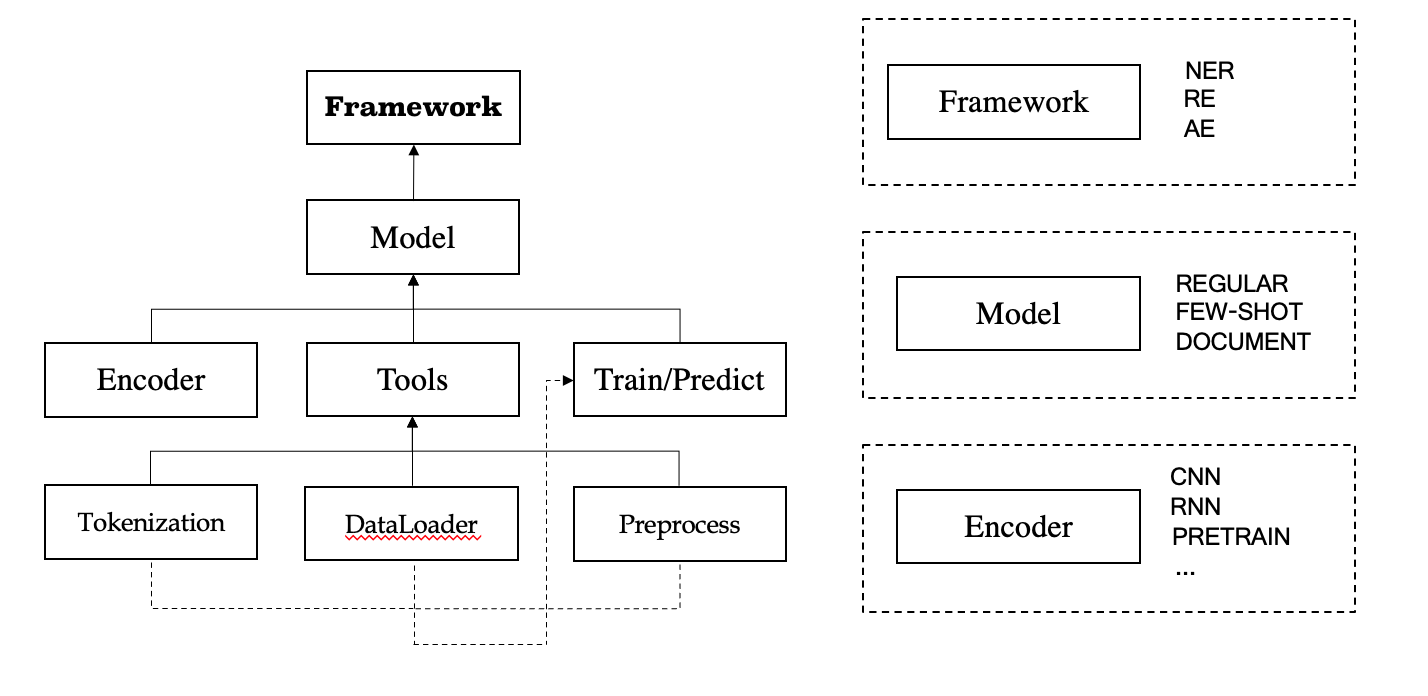 Framework
Model
Encoder
Tools
Train/Predict
Tokenization
DataLoader
Preprocess
Framework
NER
RE
AE
Model
REGULAR
FEW-SHOT
DOCUMENT
Encoder
CNN
RNN
PRETRAIN
...